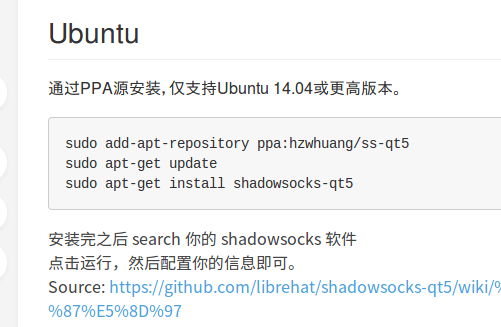 Ubuntu
通过PPA源安装,仅支持Ubuntu 14.04或更高版本。
sudo add-apt-repository ppa:hzwhuang/ss-qt5
sudo apt-get update
sudo apt-get install shadowsocks-qt5
安装完之后 search 你的 shadowsocks 软件
点击运行，然后配置你的信息即可。
Source: https://github.com/librehat/shadowsocks-qt5/wiki/%
%87%E5%8D%97